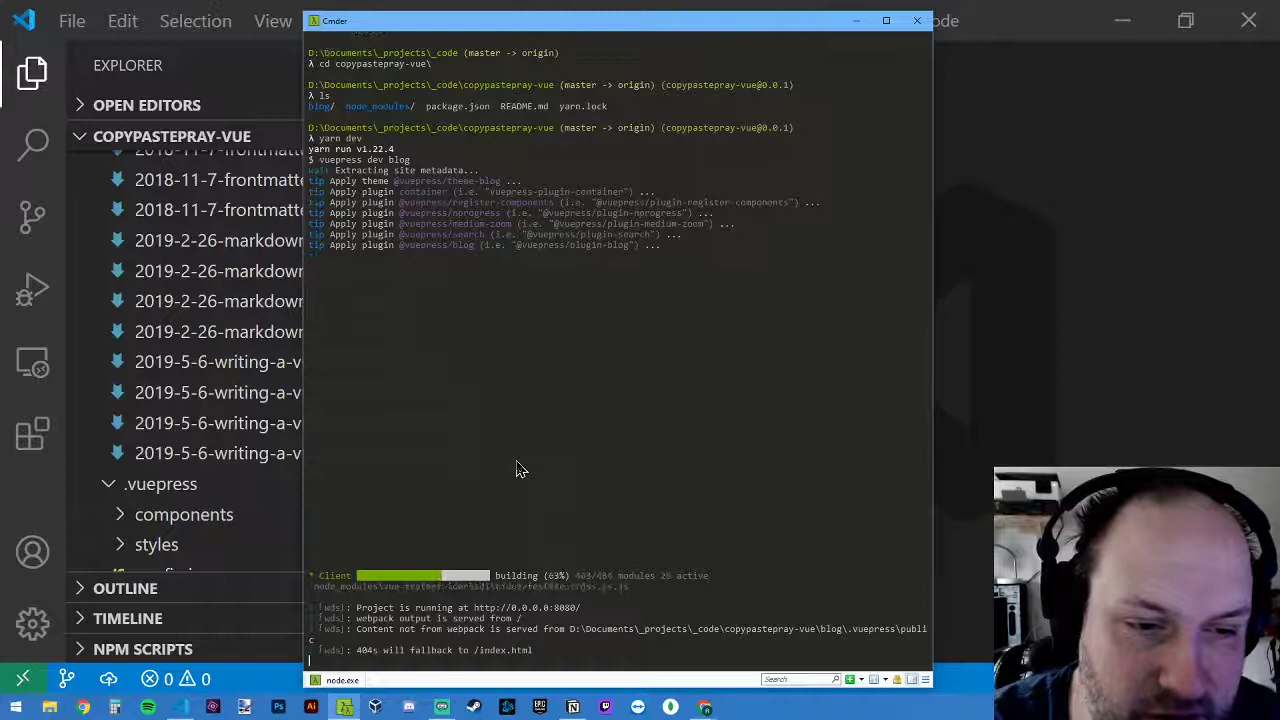 File
Edit
Selection
View
Cmder
ode
EXPLORER
OPEN EDITORS
COPYPASTEPRAY-VUE
2018-11-7-frontmatte
2018-11-7-frontmatte
2019-2-26-markdown
2019-2-26-markdown
2019-2-26-markdown
2019-2-26-markdown
2019-5-6-writing-a-v
2019-5-6-writing-a-v
2019-5-6-writing-a-v
2019-5-6-writing-a-v
.vuepress
components
styles
OUTLINE
TIMELINE
NPM SCRIPTS
0 0
D:\Documents\_projects\_code (master -> origin)
λ cd copypastepray-vue\
D:\Documents\_projects\_code\copypastepray-vue (master -> origin) (copypastepray-vue@0.0.1)
λ ls
blog/ node_modules/ package.json README.md yarn.lock
D:\Documents\_projects\_code\copypastepray-vue (master -> origin) (copypastepray-vue@0.0.1)
λ yarn dev
yarn run v1.22.4
$ vuepress dev blog
wait Extracting site metadata...
tip Apply theme @vuepress/theme-blog ...
tip Apply plugin container (i.e. "vuepress-plugin-container") ...
tip Apply plugin @vuepress/register-components (i.e. "@vuepress/plugin-register-components") ...
tip Apply plugin @vuepress/nprogress (i.e. "@vuepress/plugin-nprogress") ...
tip Apply plugin @vuepress/medium-zoom (i.e. "@vuepress/plugin-medium-zoom") ...
tip Apply plugin @vuepress/search (i.e. "@vuepress/plugin-search") ...
tip Apply plugin @vuepress/blog (i.e. "@vuepress/plugin-blog") ...
* Client building (63%) 403/484 modules 26 active
i [wds]: Project is running at http://0.0.0.0:8080/
i [wds]: webpack output is served from /
i [wds]: Content not from webpack is served from D:\Documents\_projects\_code\copypastepray-vue\blog\.vuepress\publi
c
i [wds]: 404s will fallback to /index.html
node.exe
Search